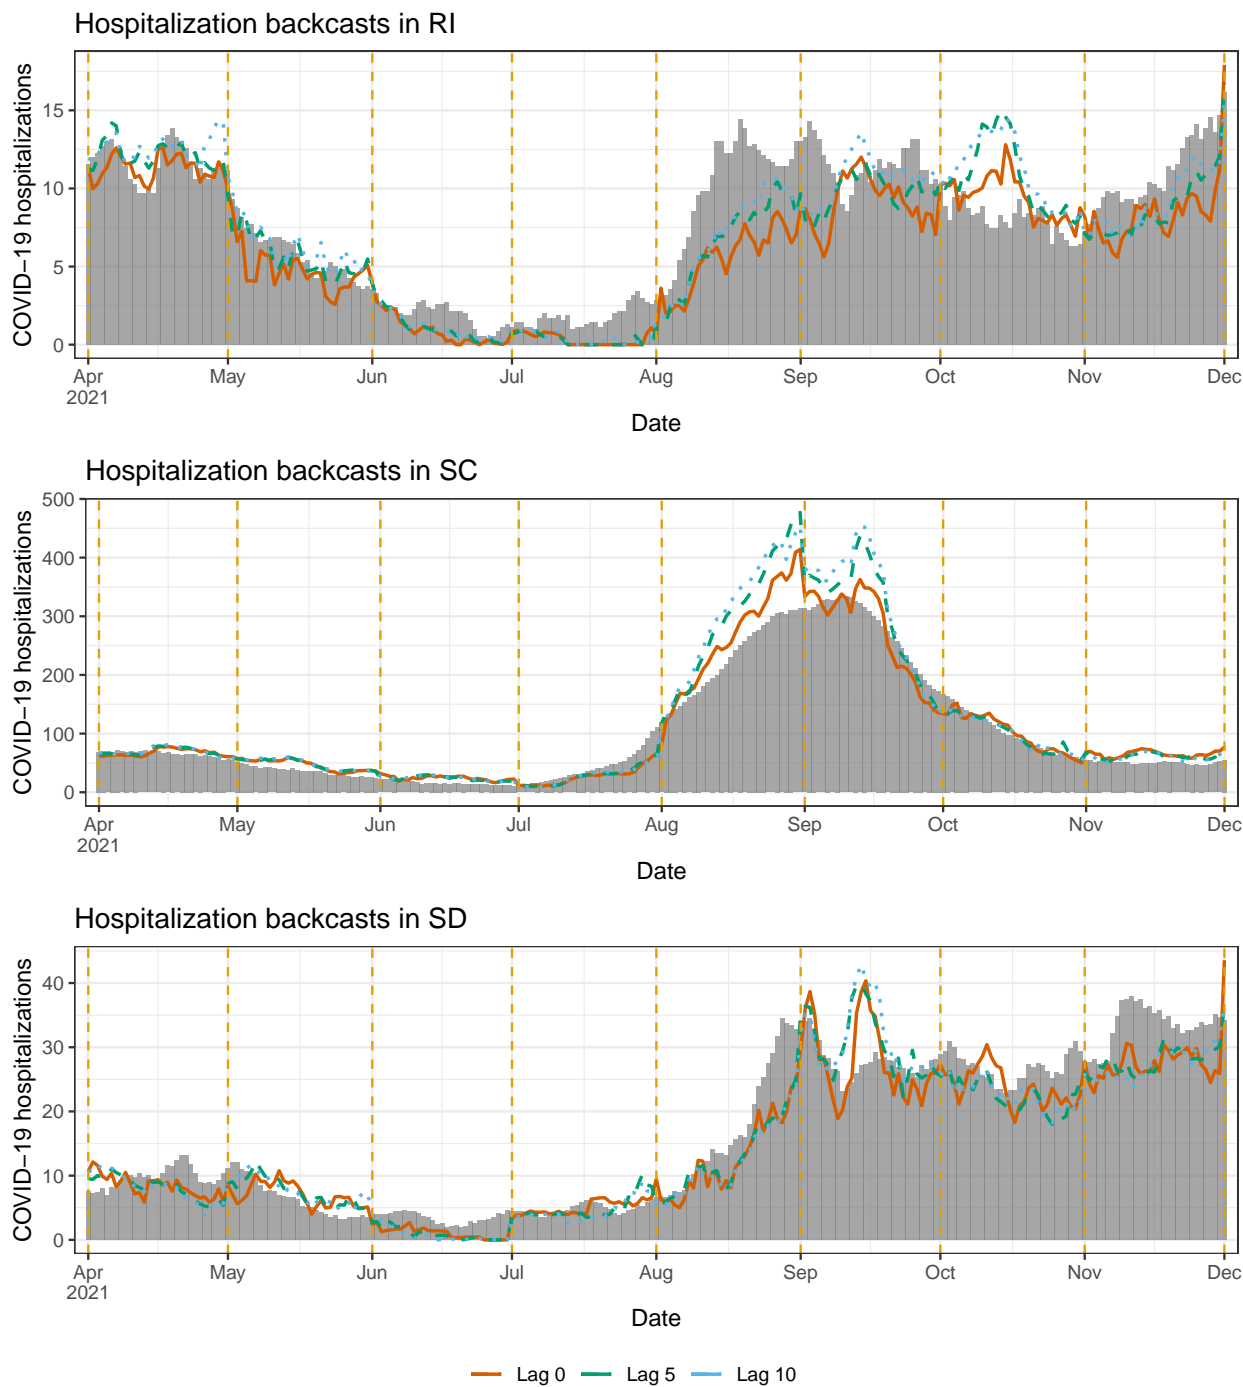 Hospitalization backcasts in RI
COVID−19 hospitalizations
15
10
5
0
Apr
2021
May
Jun
Jul
Aug
Sep
Oct
Nov
Dec
Date
Hospitalization backcasts in SC
COVID−19 hospitalizations
500
400
300
200
100
0
Apr
2021
May
Jun
Jul
Aug
Sep
Oct
Nov
Dec
Date
Hospitalization backcasts in SD
COVID−19 hospitalizations
40
30
20
10
0
Apr
2021
May
Jun
Jul
Aug
Sep
Oct
Nov
Dec
Date
Lag 0 Lag 5 Lag 10